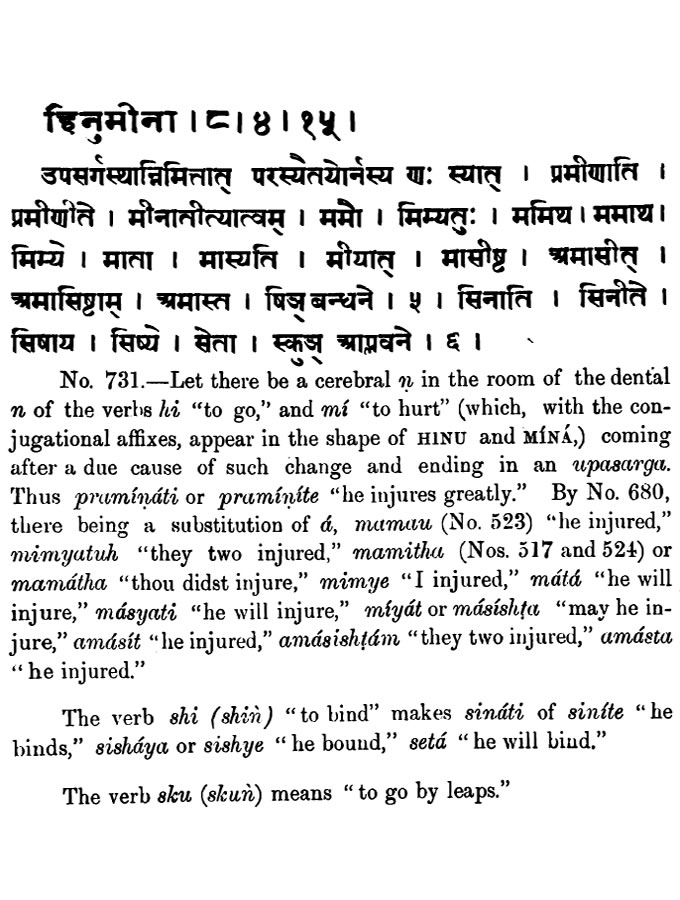 हिनुमीना । ८ । ४ । १५ ।
उपसर्गस्थान्निमित्तात् परस्यैतयोर्नस्य णः स्यात् । प्रमीणाति ।
प्रमीणीते । मीनातीत्यात्वम् । ममौ । मिम्यतुः । ममिथ । ममाथ ।
मिम्ये । माता । मास्यति । मीयात् । मासीष्ट । अमासीत् ।
अमासिष्टाम् । अमास्त । षिञ् बन्धने । ५ । सिनाति । सिनीते ।
सिषाय । सिष्ये । सेता । स्कुञ् आप्रवने । ६ ।
No. 731.—Let there be a cerebral ṇ in the room of the dental
n of the verbs hi "to go," and mí "to hurt" (which, with the con-
jugational affixes, appear in the shape of HINU and MÍNÁ,) coming
after a due cause of such change and ending in an upasarga.
Thus pramíṇáti or pramíṇíte "he injures greatly." By No. 680,
there being a substitution of á, mamau (No. 523) "he injured,"
mimyatuh "they two injured," mamitha (Nos. 517 and 524) or
mamátha "thou didst injure," mimye "I injured," mátá "he will
injure," másyati "he will injure," míyát or másíshṭa "may he in-
jure," amásít "he injured," amásishṭám "they two injured," amásta
"he injured."
The verb shi (shiṅ) "to bind" makes sináti of siníte "he
binds," sisháya or sishye "he bound," setá "he will bind."
The verb sku (skuṅ) means "to go by leaps."